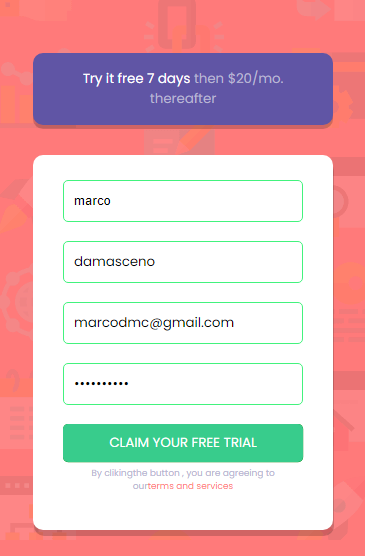 Try it free 7 days then $20/mo.
thereafter
marco
damasceno
marcodmc@gmail.com
••••••••••
CLAIM YOUR FREE TRIAL
By clikingthe button , you are agreeing to
ourterms and services